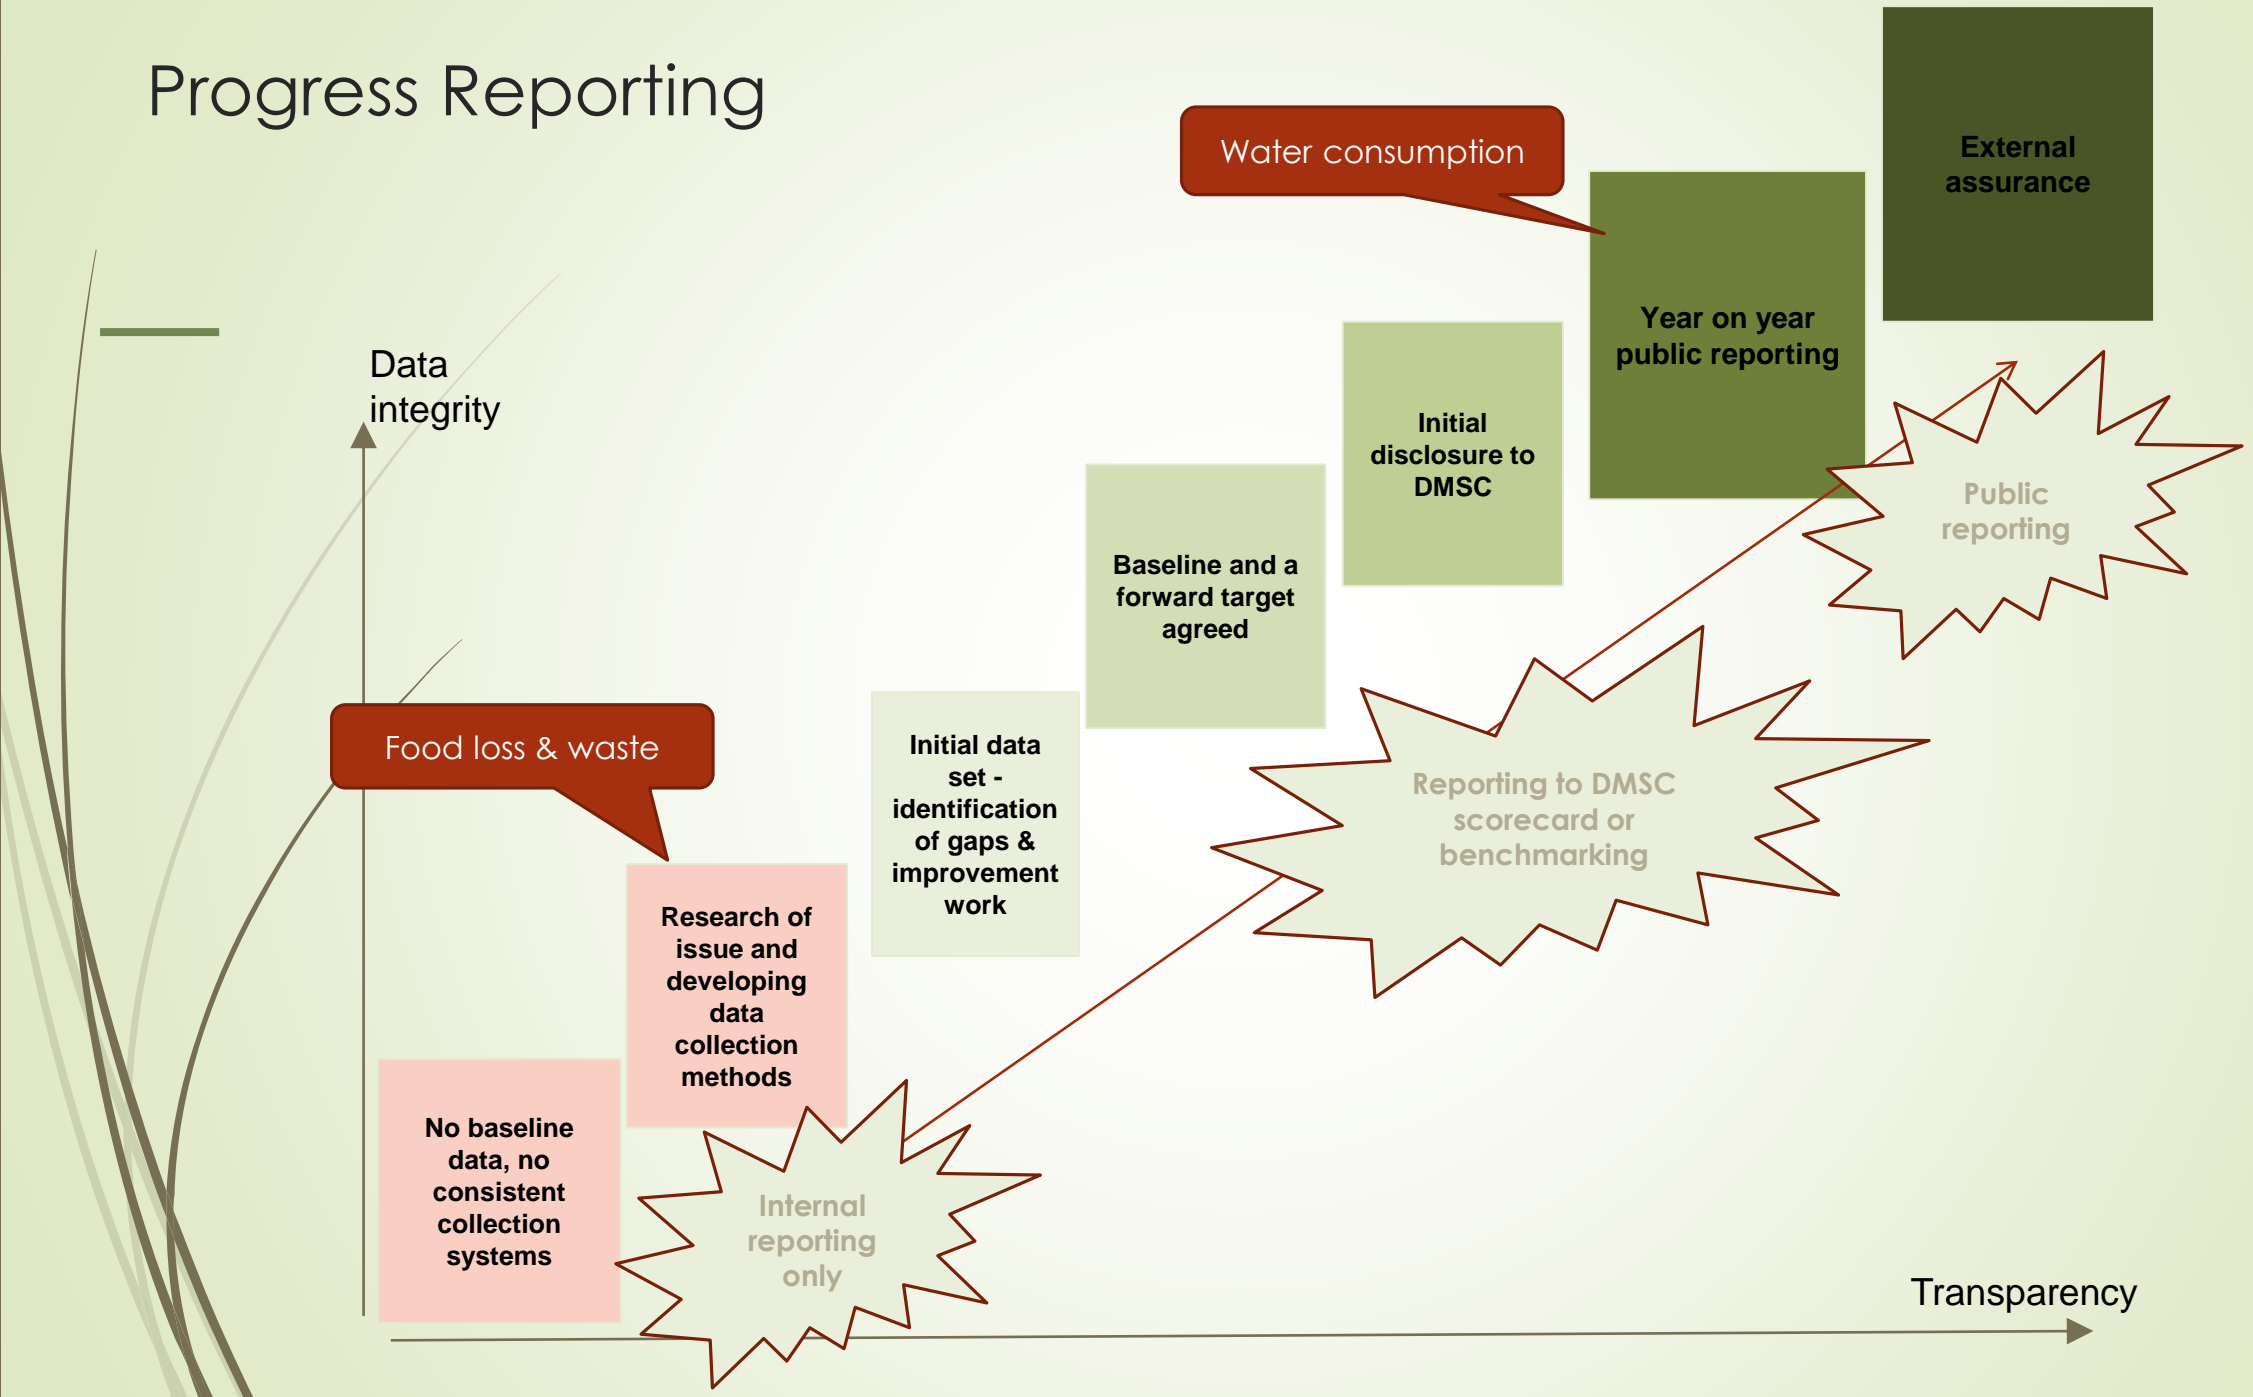 Progress Reporting
Water consumption
External
assurance
Year on year
public reporting
Data
integrity
Initial
disclosure to
DMSC
Public
reporting
Baseline and a
forward target
agreed
Food loss & waste
Initial data
set -
identification
of gaps &
improvement
work
Reporting to DMSC
scorecard or
benchmarking
Research of
issue and
developing
data
collection
methods
No baseline
data, no
consistent
collection
systems
Internal
reporting
only
Transparency